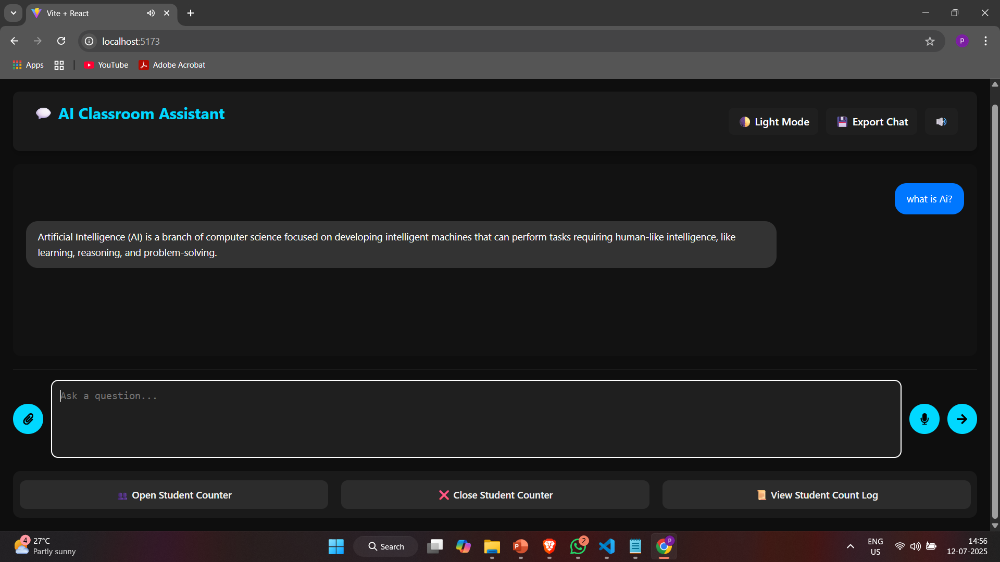 Vite + React
localhost:5173
P
Apps
YouTube
Adobe Acrobat
AI Classroom Assistant
Light Mode
Export Chat
what is Ai?
Artificial Intelligence (AI) is a branch of computer science focused on developing intelligent machines that can perform tasks requiring human-like intelligence, like
learning, reasoning, and problem-solving.
Ask a question...
Open Student Counter
Close Student Counter
View Student Count Log
4
27°C
Partly sunny
Search
P
2
P
ENG
US
14:56
12-07-2025